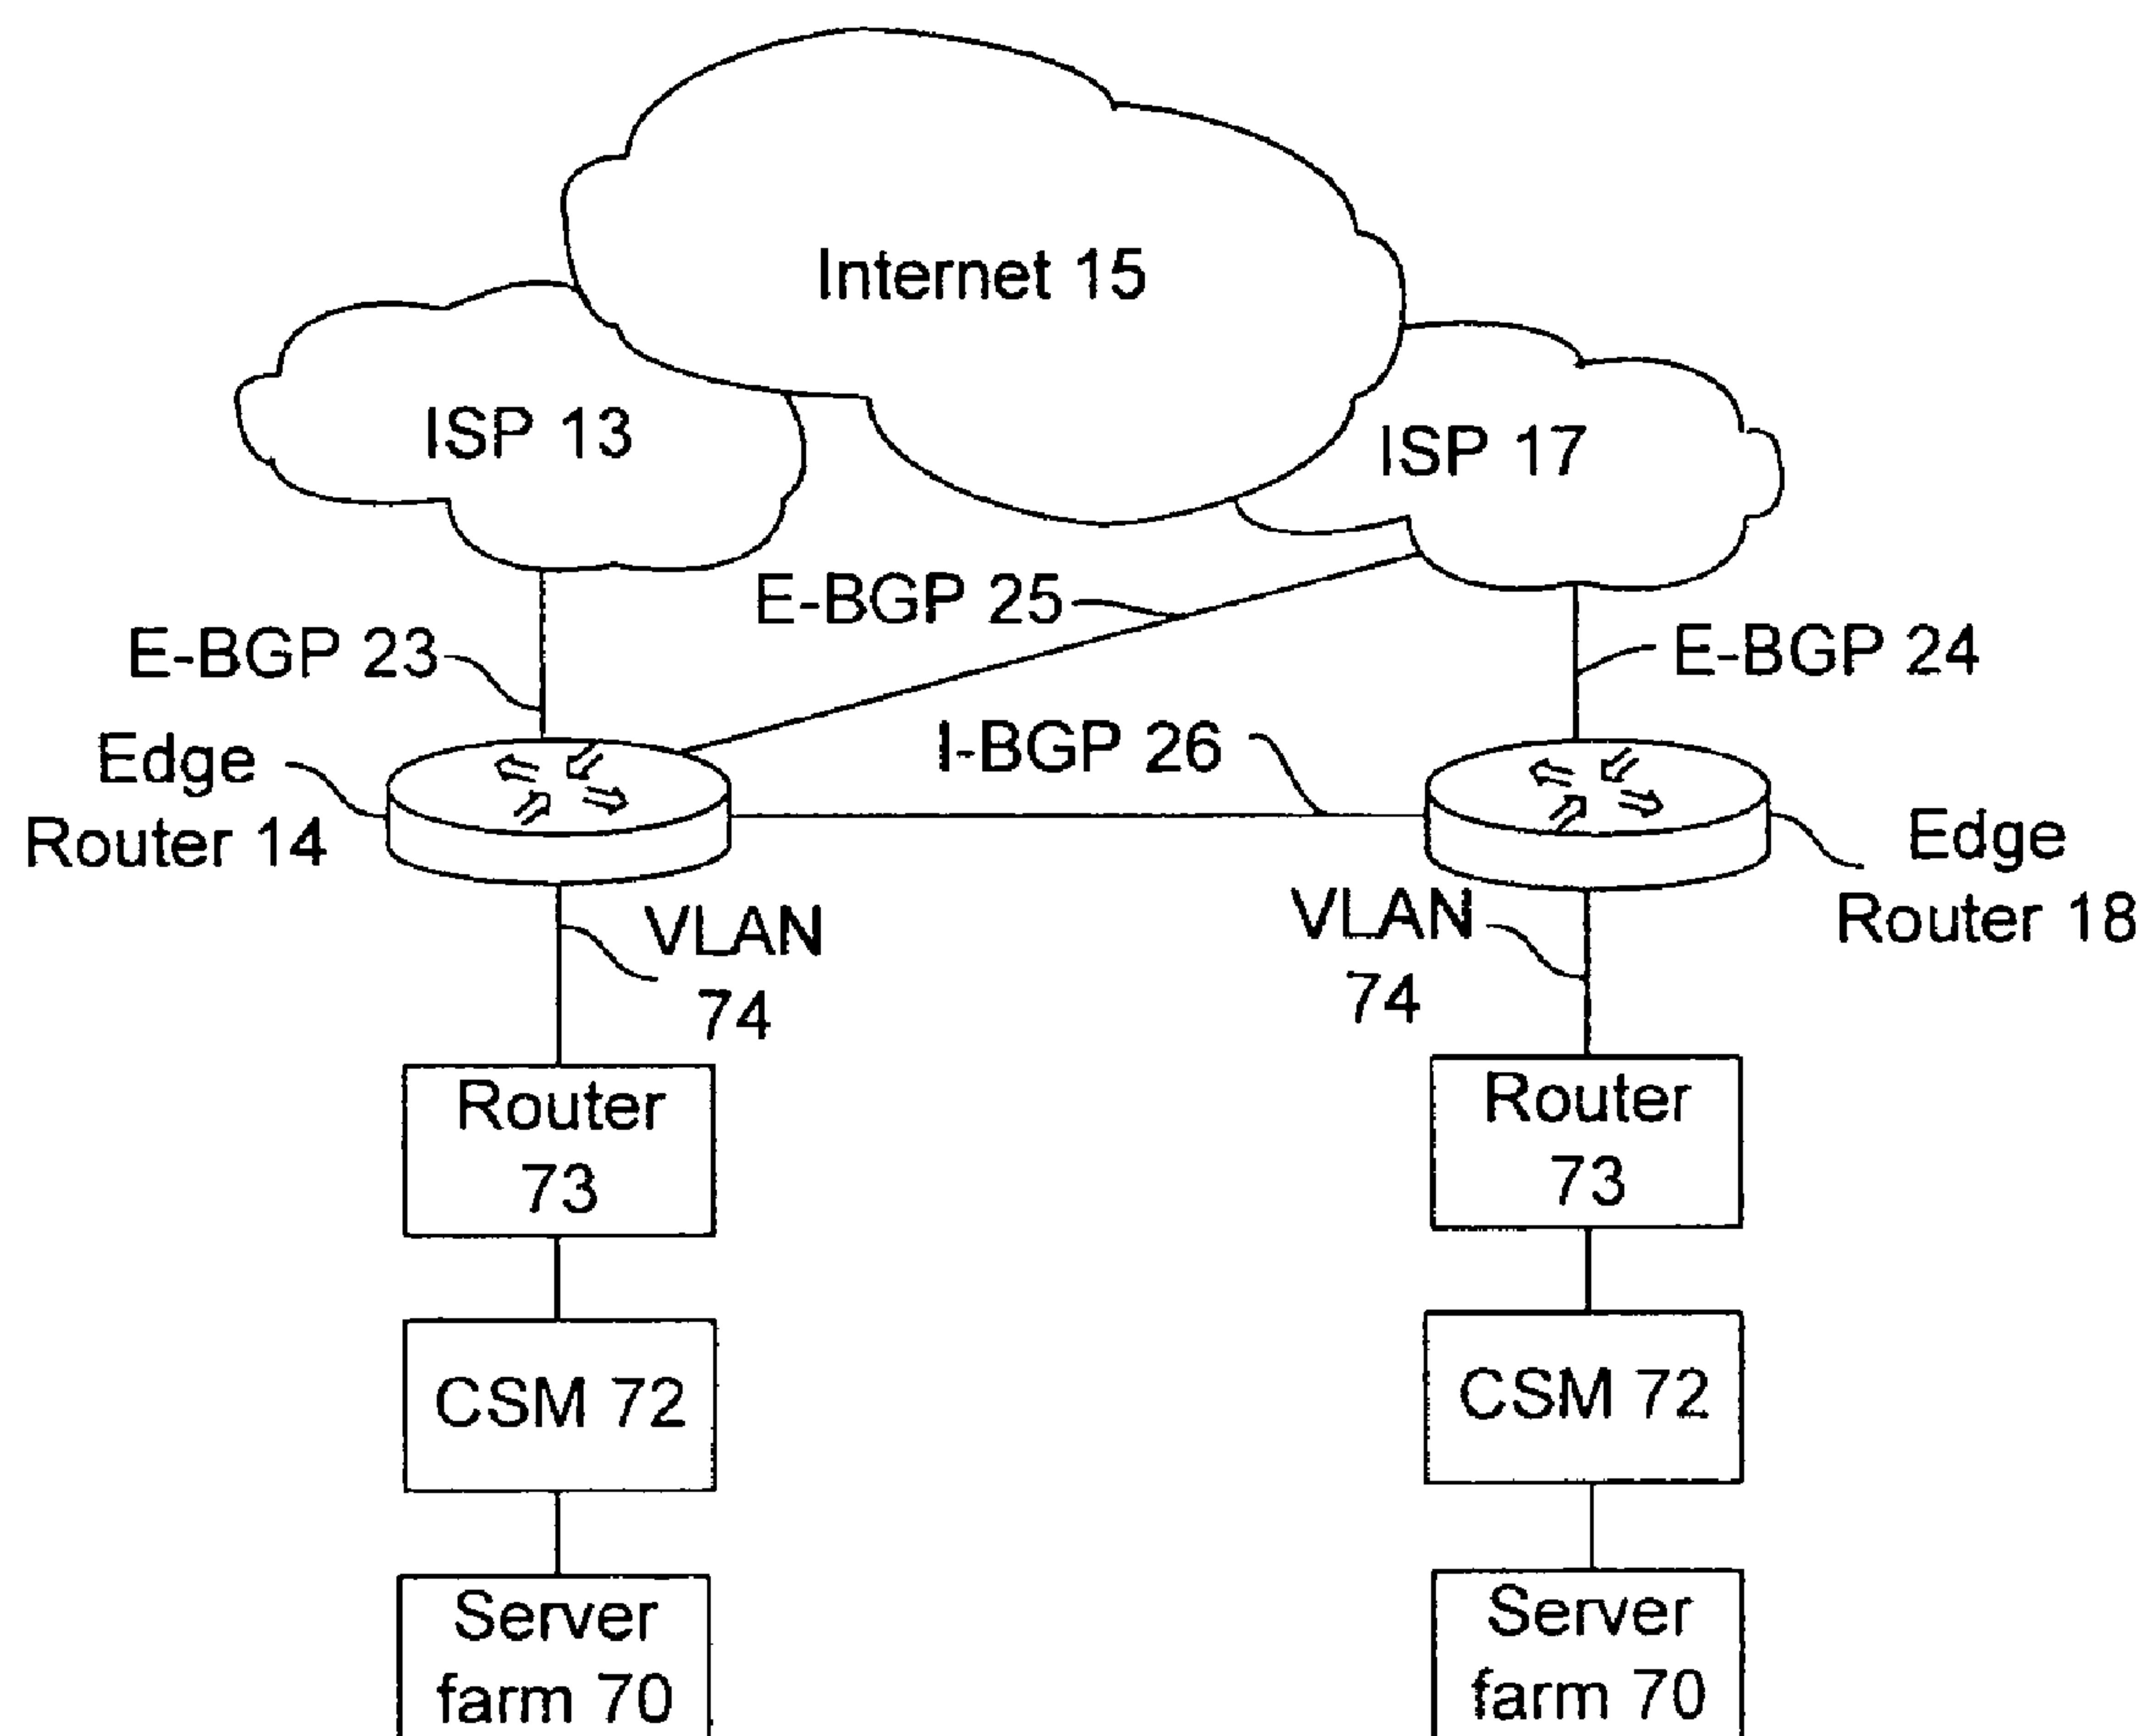 Internet 15
ISP 13
ISP 17
E-BGP 25
E-BGP 23
E-BGP 24
I-BGP 26
Edge
Router 14
Edge
Router 18
VLAN
74
VLAN
74
Router
73
Router
73
CSM 72
CSM 72
Server
farm 70
Server
farm 70